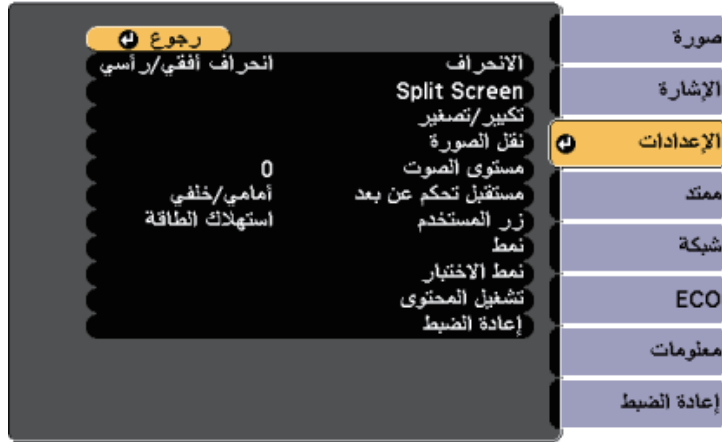 رجوع
الانحراف انحراف أفقي/رأسي
Split Screen
تكبير/تصغير
نقل الصورة
مستوى الصوت 0
مستقبل تحكم عن بعد أمامي/خلفي
زر المستخدم استهلاك الطاقة
نمط
نمط الاختبار
تشغيل المحتوى
إعادة الضبط
صورة
الإشارة
الإعدادات
ممتد
شبكة
ECO
معلومات
إعادة الضبط